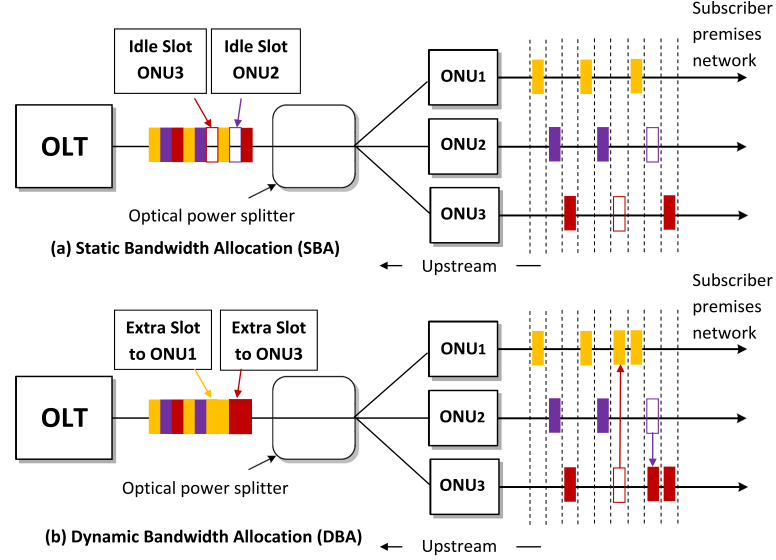 Subscriber
premises
network
Idle Slot
ONU3
Idle Slot
ONU2
OLT
ONU1
ONU2
ONU3
Optical power splitter
(a) Static Bandwidth Allocation (SBA)
Upstream
Subscriber
premises
network
Extra Slot
to ONU1
Extra Slot
to ONU3
OLT
ONU1
ONU2
ONU3
Optical power splitter
(b) Dynamic Bandwidth Allocation (DBA)
Upstream